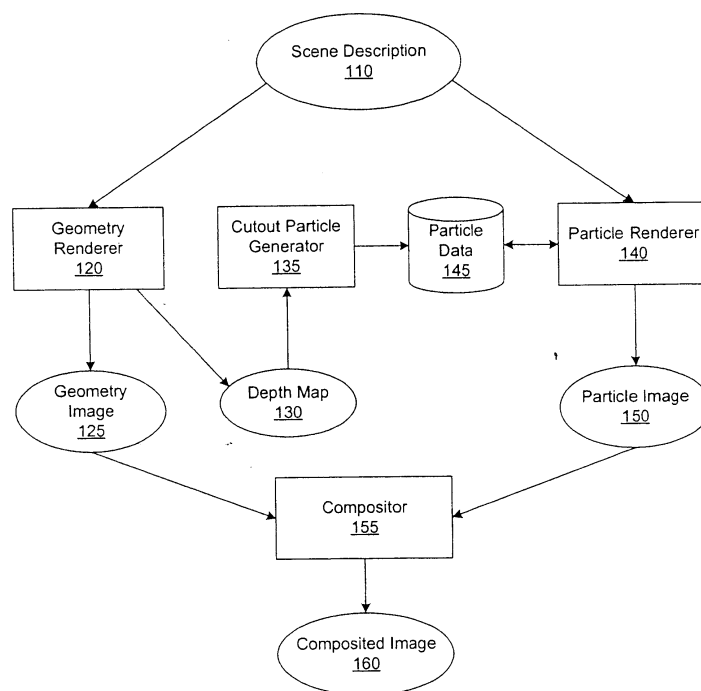 Scene Description
110
Geometry
Renderer
120
Cutout Particle
Generator
135
Particle
Data
145
Particle Renderer
140
Geometry
Image
125
Depth Map
130
Particle Image
150
Compositor
155
Composited Image
160